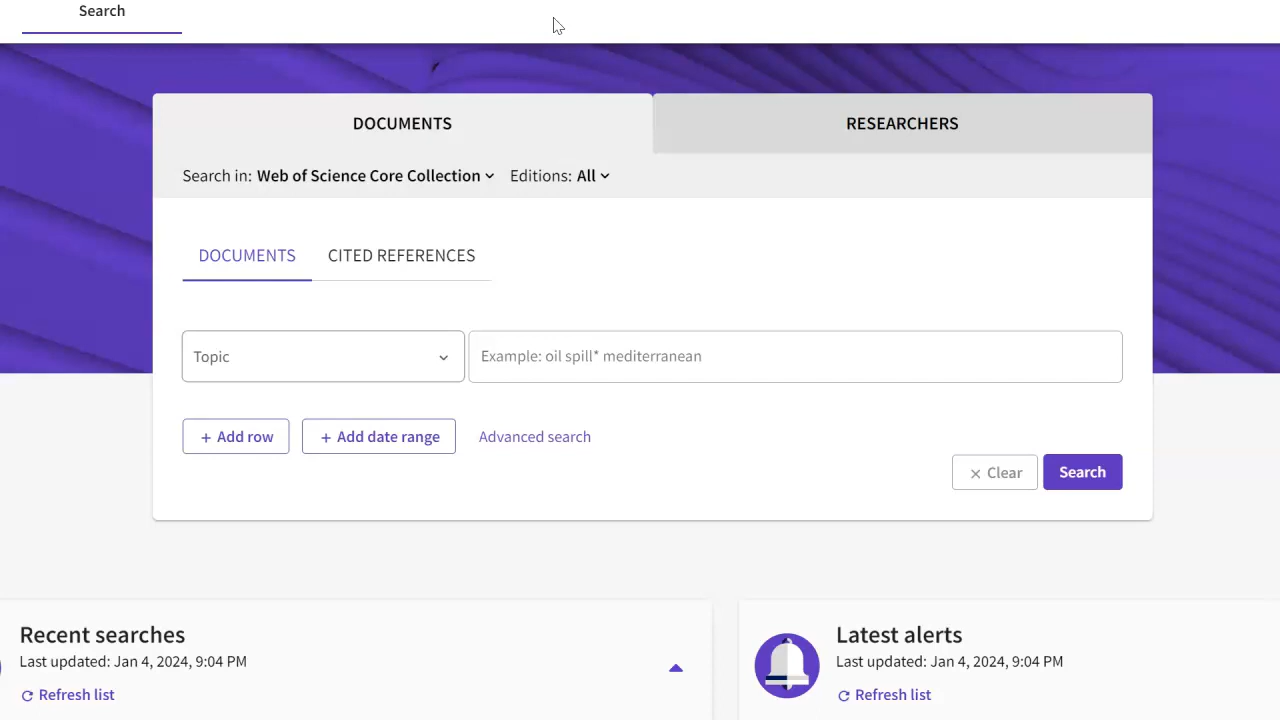 Search
DOCUMENTS
RESEARCHERS
Search in: Web of Science Core Collection Editions: All
DOCUMENTS CITED REFERENCES
Topic
Example: oil spill* mediterranean
+ Add row
+ Add date range
Advanced search
× Clear
Search
Recent searches
Last updated: Jan 4, 2024, 9:04 PM
Refresh list
Latest alerts
Last updated: Jan 4, 2024, 9:04 PM
Refresh list